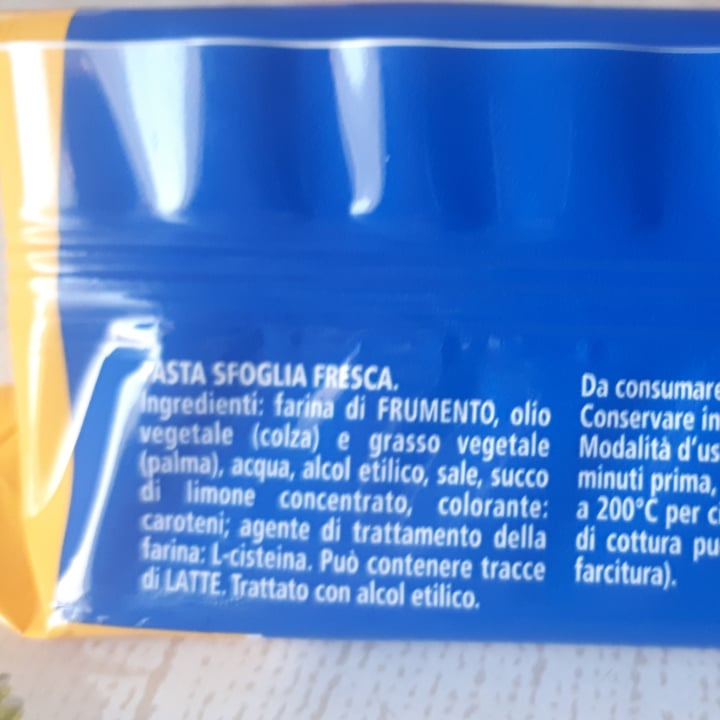 PASTA SFOGLIA FRESCA.
Ingredienti: farina di FRUMENTO, olio
vegetale (colza) e grasso vegetale
(palma), acqua, alcol etilico, sale, succo
di limone concentrato, colorante:
caroteni; agente di trattamento della
farina: L-cisteina. Può contenere tracce
di LATTE. Trattato con alcol etilico.
Da consumare
Conservare in
Modalità d'us
minuti prima,
a 200°C per c
di cottura pu
farcitura).